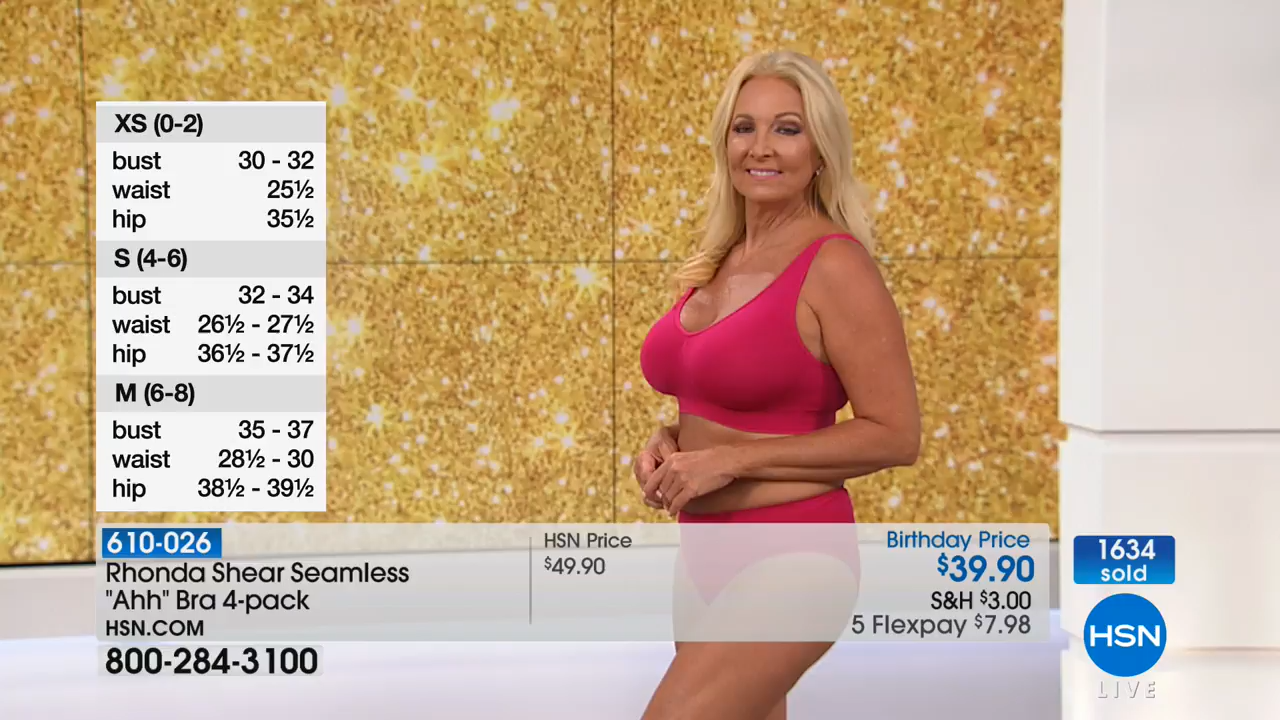 XS (0-2)
bust 30 - 32
waist 25½
hip 35½
S (4-6)
bust 32 - 34
waist 26½ - 27½
hip 36½ - 37½
M (6-8)
bust 35 - 37
waist 28½ - 30
hip 38½ - 39½
610-026
Rhonda Shear Seamless
"Ahh" Bra 4-pack
HSN.COM
800-284-3100
HSN Price
$49.90
Birthday Price
$39.90
S&H $3.00
5 Flexpay $7.98
1634
sold
HSN
LIVE